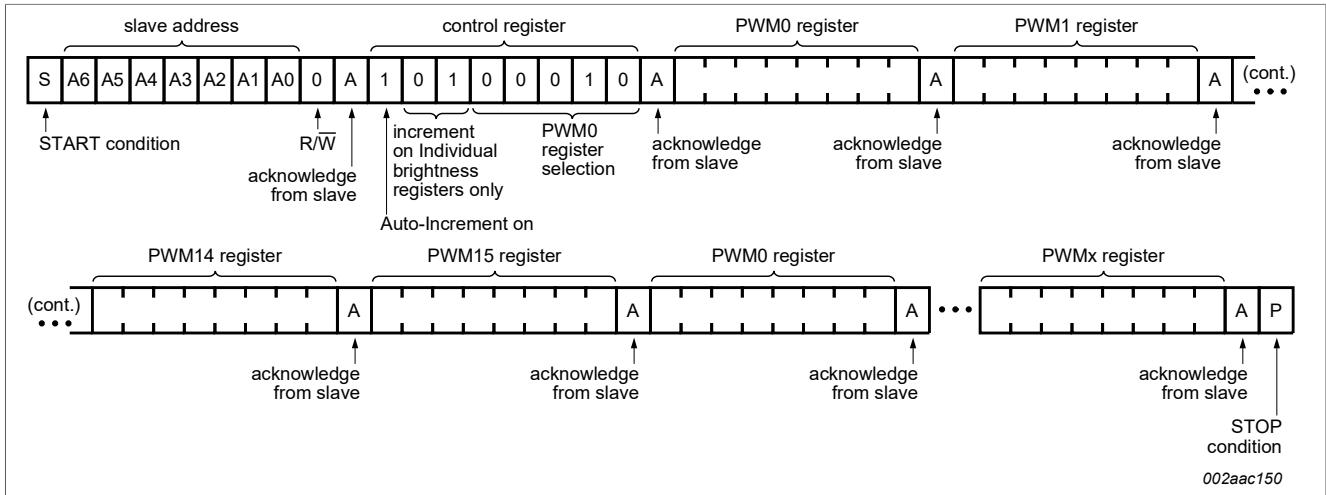 slave address control register PWM0 register PWM1 register
S A6 A5 A4 A3 A2 A1 A0 0 A 1 0 1 0 0 0 1 0 A A A (cont.)
START condition R/W̅ increment PWM0 acknowledge acknowledge acknowledge
on Individual register from slave from slave from slave
acknowledge brightness selection
from slave registers only
Auto-Increment on
PWM14 register PWM15 register PWM0 register PWMx register
(cont.) A A A A P
acknowledge acknowledge acknowledge acknowledge
from slave from slave from slave from slave
STOP
condition
002aac150